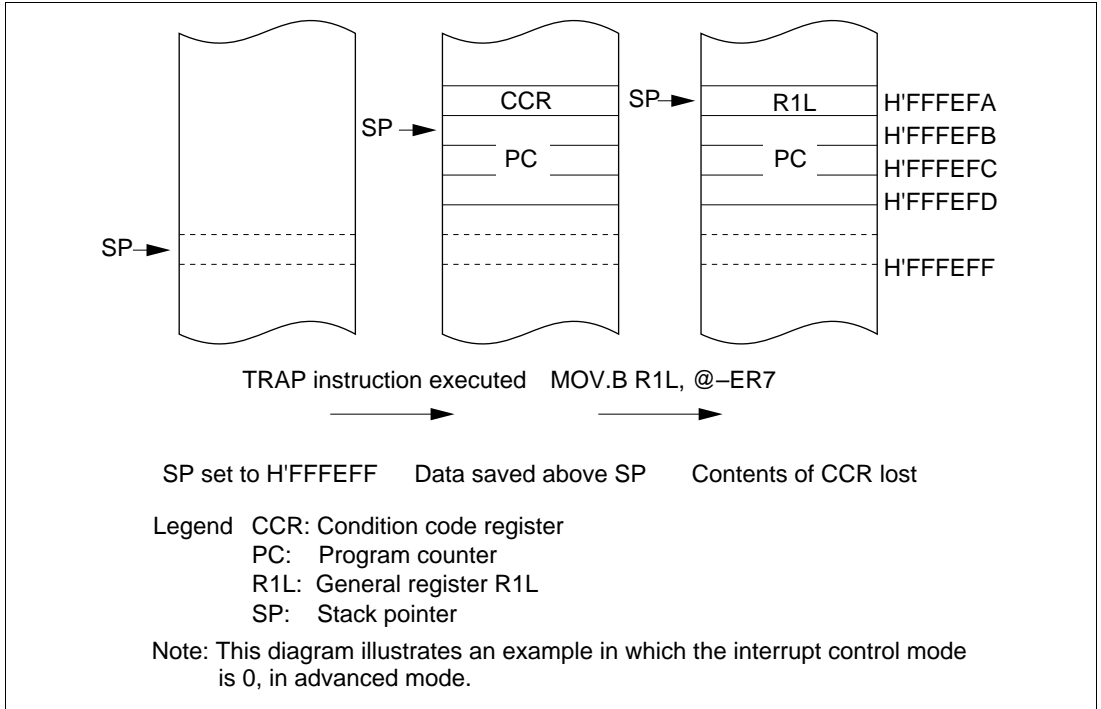 CCR
SP
R1L
H'FFFEFA
SP
H'FFFEFB
PC
PC
H'FFFEFC
H'FFFEFD
SP
H'FFFEFF
TRAP instruction executed
MOV.B R1L, @–ER7
SP set to H'FFFEFF
Data saved above SP
Contents of CCR lost
Legend CCR: Condition code register
PC: Program counter
R1L: General register R1L
SP: Stack pointer
Note: This diagram illustrates an example in which the interrupt control mode
is 0, in advanced mode.